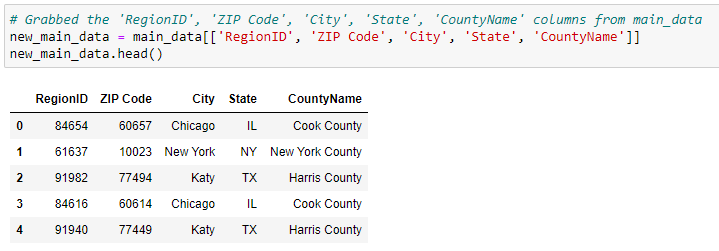 # Grabbed the 'RegionID', 'ZIP Code', 'City', 'State', 'CountyName' columns from main_data
new_main_data = main_data[['RegionID', 'ZIP Code', 'City', 'State', 'CountyName']]
new_main_data.head()
RegionID ZIP Code City State CountyName
0 84654 60657 Chicago IL Cook County
1 61637 10023 New York NY New York County
2 91982 77494 Katy TX Harris County
3 84616 60614 Chicago IL Cook County
4 91940 77449 Katy TX Harris County